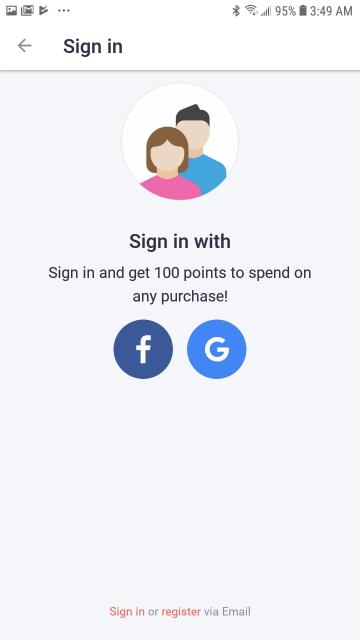 95% 3:49 AM
Sign in
Sign in with
Sign in and get 100 points to spend on
any purchase!
f G
Sign in or register via Email